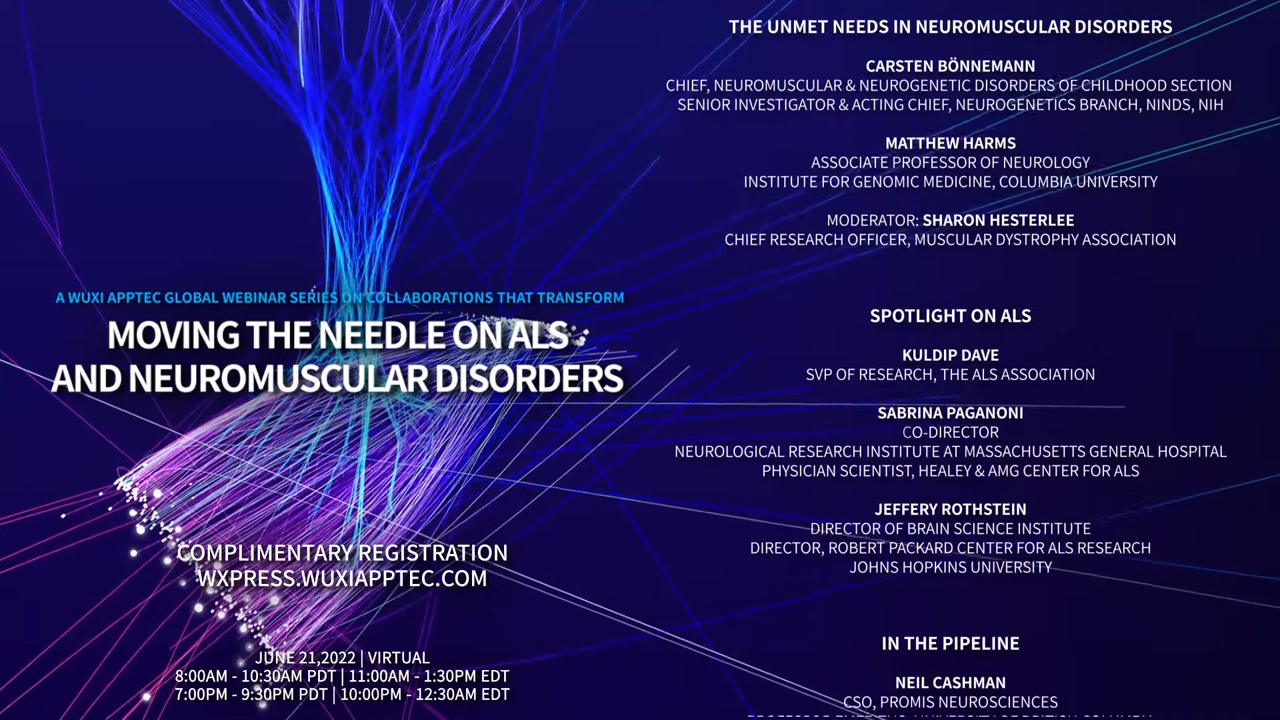 A WUXI APPTEC GLOBAL WEBINAR SERIES ON COLLABORATIONS THAT TRANSFORM
MOVING THE NEEDLE ON ALS
AND NEUROMUSCULAR DISORDERS
COMPLIMENTARY REGISTRATION
WXPRESS.WUXIAPPTEC.COM
JUNE 21,2022 | VIRTUAL
8:00AM - 10:30AM PDT | 11:00AM - 1:30PM EDT
7:00PM - 9:30PM PDT | 10:00PM - 12:30AM EDT
THE UNMET NEEDS IN NEUROMUSCULAR DISORDERS
CARSTEN BÖNNEMANN
CHIEF, NEUROMUSCULAR & NEUROGENETIC DISORDERS OF CHILDHOOD SECTION
SENIOR INVESTIGATOR & ACTING CHIEF, NEUROGENETICS BRANCH, NINDS, NIH
MATTHEW HARMS
ASSOCIATE PROFESSOR OF NEUROLOGY
INSTITUTE FOR GENOMIC MEDICINE, COLUMBIA UNIVERSITY
MODERATOR: SHARON HESTERLEE
CHIEF RESEARCH OFFICER, MUSCULAR DYSTROPHY ASSOCIATION
SPOTLIGHT ON ALS
KULDIP DAVE
SVP OF RESEARCH, THE ALS ASSOCIATION
SABRINA PAGANONI
CO-DIRECTOR
NEUROLOGICAL RESEARCH INSTITUTE AT MASSACHUSETTS GENERAL HOSPITAL
PHYSICIAN SCIENTIST, HEALEY & AMG CENTER FOR ALS
JEFFERY ROTHSTEIN
DIRECTOR OF BRAIN SCIENCE INSTITUTE
DIRECTOR, ROBERT PACKARD CENTER FOR ALS RESEARCH
JOHNS HOPKINS UNIVERSITY
IN THE PIPELINE
NEIL CASHMAN
CSO, PROMIS NEUROSCIENCES